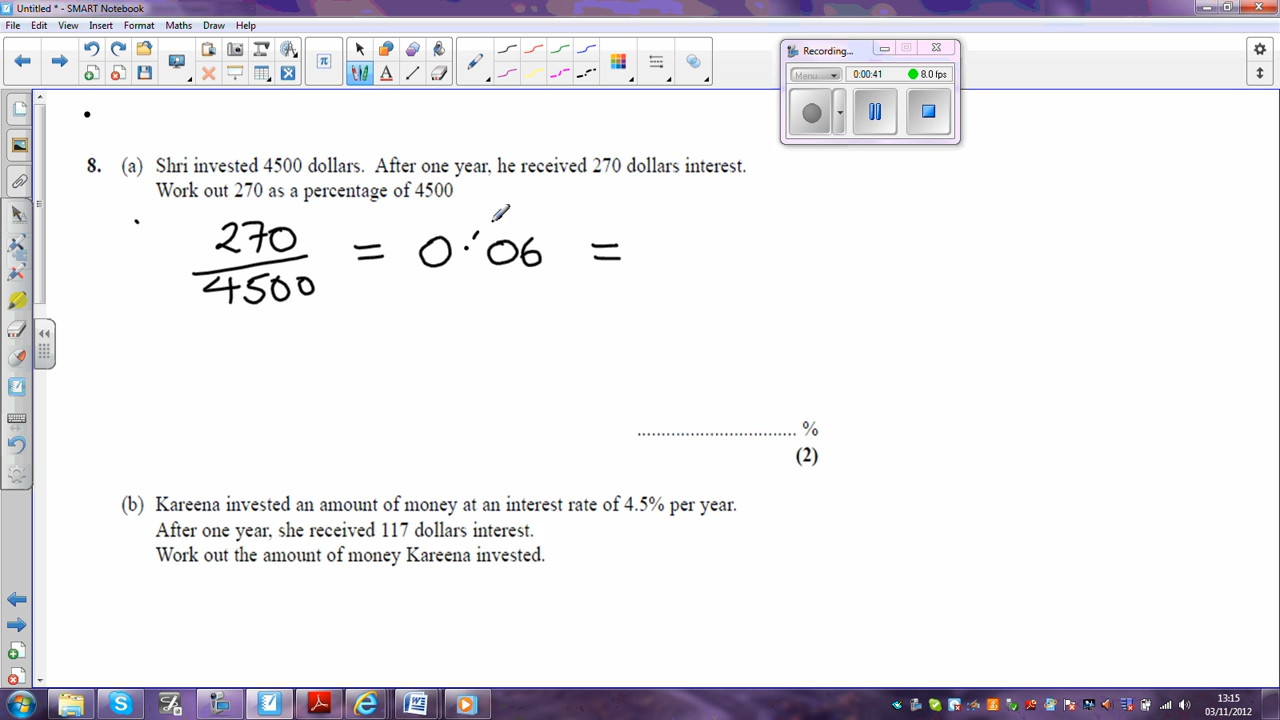 Untitled * - SMART Notebook
File Edit View Insert Format Tools Maths Draw Help
Recording...
Menu 0:00:41 8.0 fps
8. (a) Shri invested 4500 dollars. After one year, he received 270 dollars interest.
Work out 270 as a percentage of 4500
270
= 0.06 =
4500
................................. %
(2)
(b) Kareena invested an amount of money at an interest rate of 4.5% per year.
After one year, she received 117 dollars interest.
Work out the amount of money Kareena invested.
13:15
03/11/2012